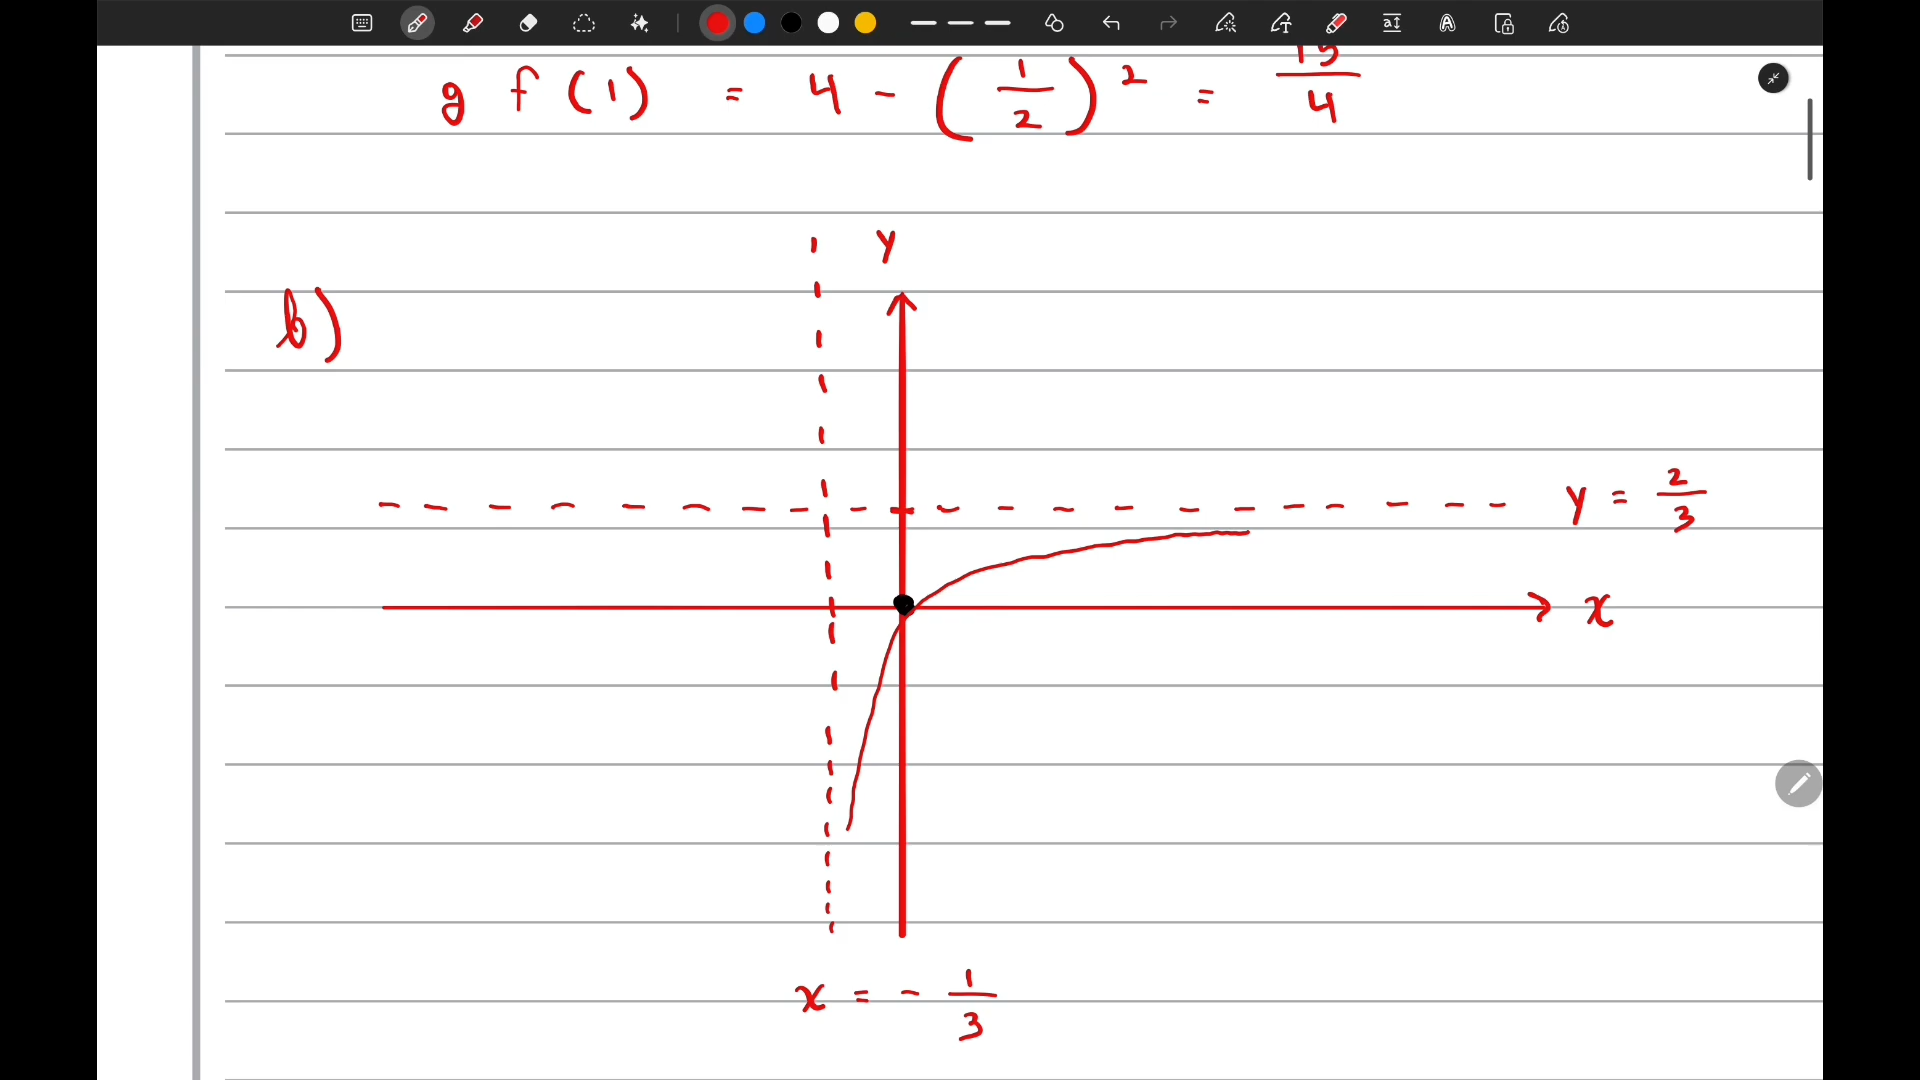 g f (1) = 4 - (1/2)² = 15/4
y
b)
y = 2/3
x
x = - 1/3